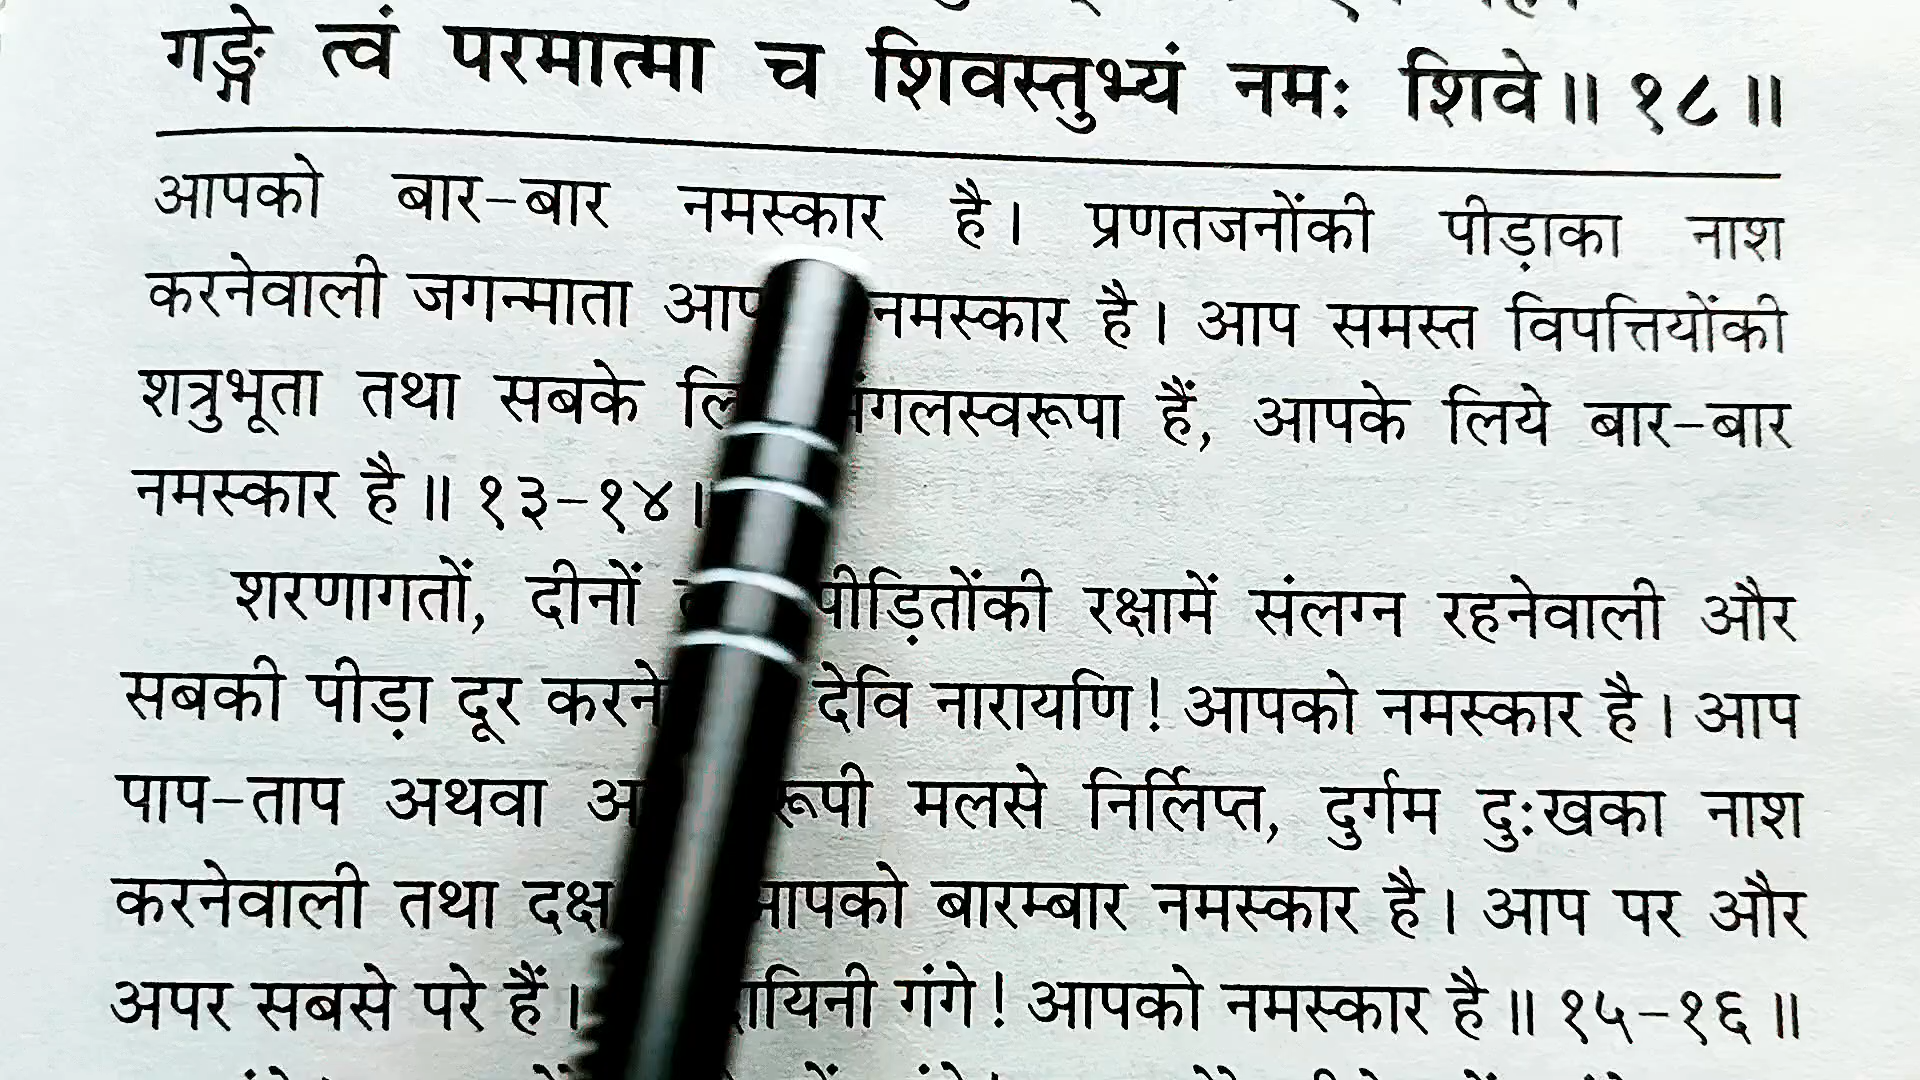 गङ्गे त्वं परमात्मा च शिवस्तुभ्यं नमः शिवे॥ १८॥
आपको बार-बार नमस्कार है। प्रणतजनोंकी पीड़ाका नाश
करनेवाली जगन्माता नमस्कार है। आप समस्त विपत्तियोंकी
शत्रुभूता तथा सबके हैं, आपके लिये बार-बार
नमस्कार है॥ १३-१४।
शरणागतों, दीनों पीड़ितोंकी रक्षामें संलग्न रहनेवाली और
सबकी पीड़ा दूर देवि नारायणि! आपको नमस्कार है। आप
पाप-ताप अथवा रूपी मलसे निर्लिप्त, दुर्गम दुःखका नाश
करनेवाली तथा दक्ष आपको बारम्बार नमस्कार है। आप पर और
अपर सबसे परे हैं। गंगे! आपको नमस्कार है॥ १५-१६॥